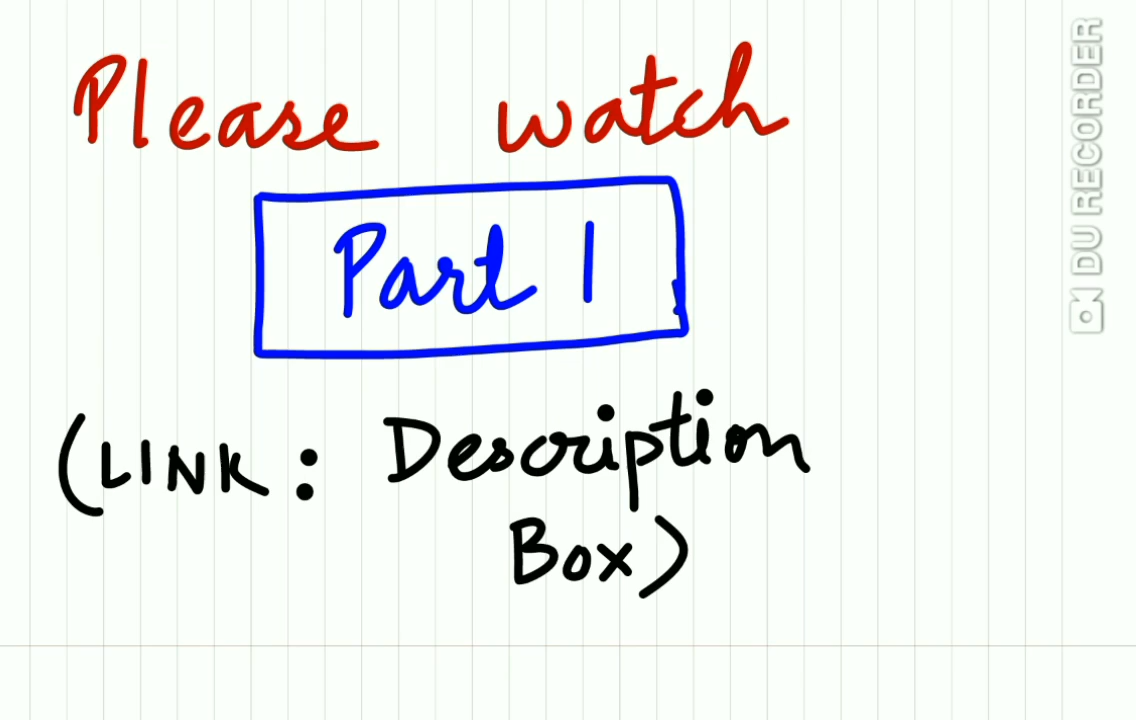 Please watch
Part 1
(LINK: Description
Box)
DU RECORDER